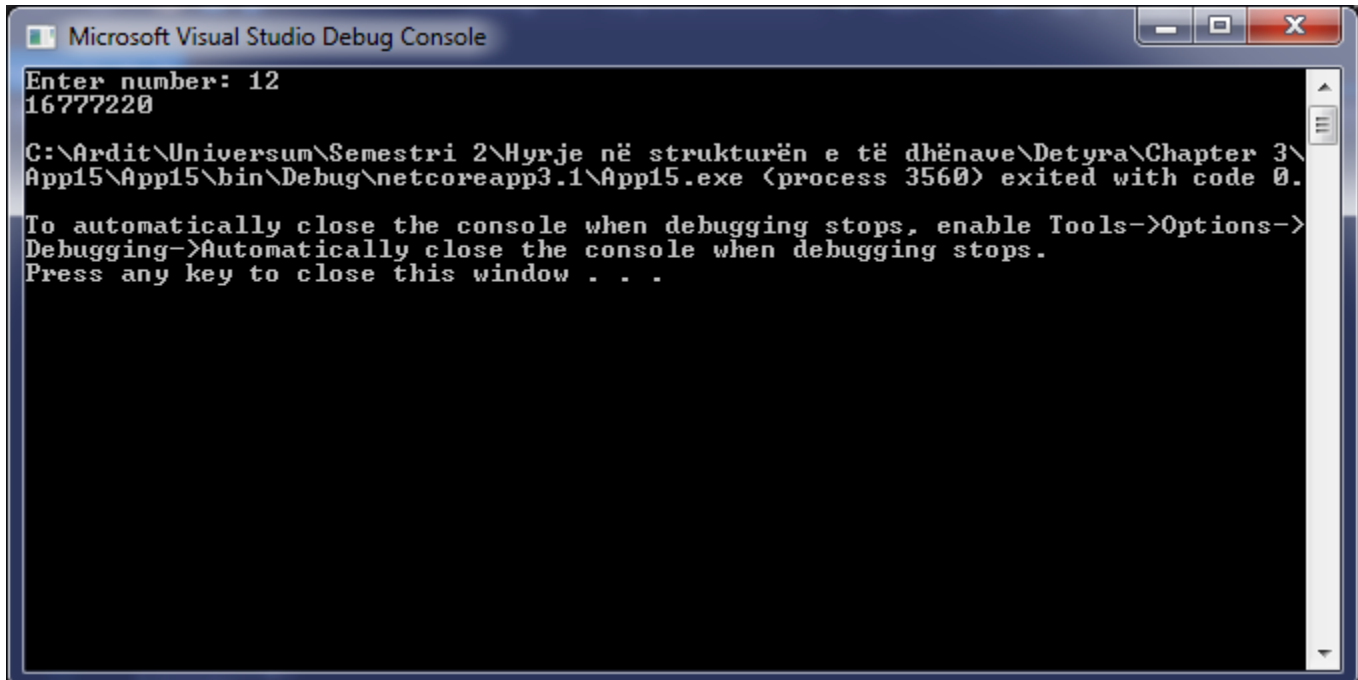 Microsoft Visual Studio Debug Console
Enter number: 12
16777220
C:\Ardit\Universum\Semestri 2\Hyrje në strukturën e të dhënave\Detyra\Chapter 3\
App15\App15\bin\Debug\netcoreapp3.1\App15.exe (process 3560) exited with code 0.
To automatically close the console when debugging stops, enable Tools->Options->
Debugging->Automatically close the console when debugging stops.
Press any key to close this window . . .